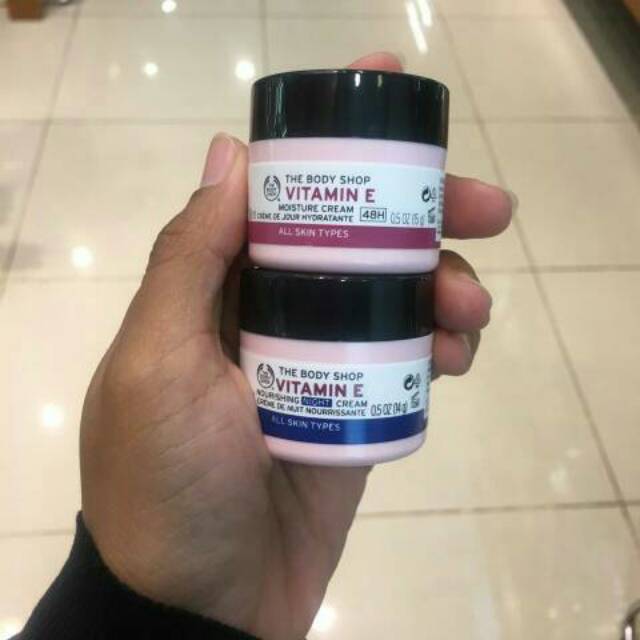 THE BODY SHOP
VITAMIN E
MOISTURE CREAM
CRÈME DE JOUR HYDRATANTE 48H 0.5 OZ (15 g)
ALL SKIN TYPES
THE BODY SHOP
VITAMIN E
NOURISHING NIGHT CREAM
CRÈME DE NUIT NOURRISSANTE 0.5 OZ (14 g)
ALL SKIN TYPES